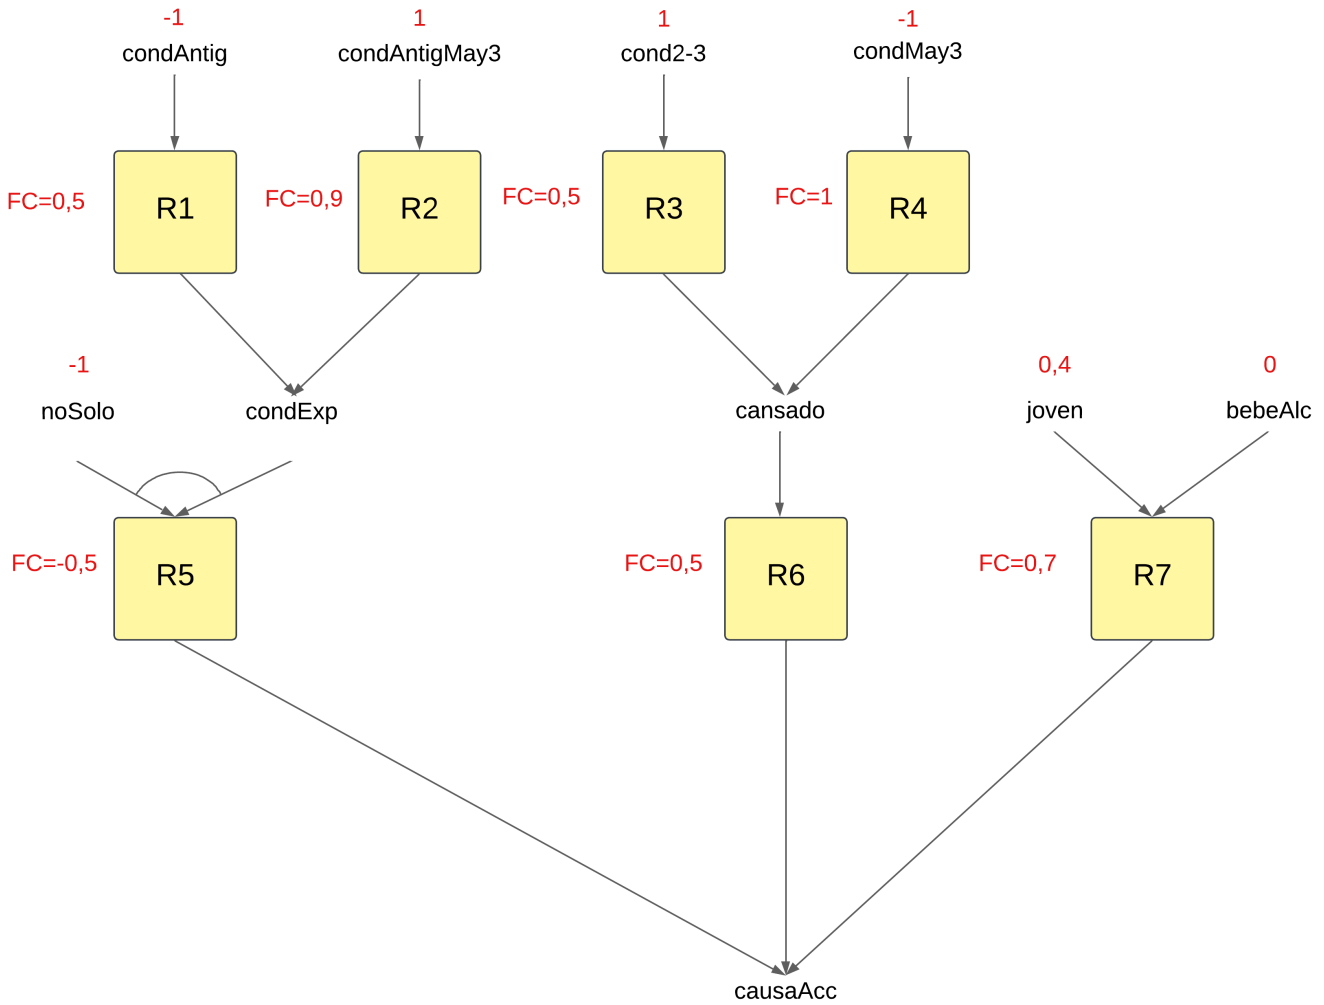 -1
1
1
-1
condAntig
condAntigMay3
cond2-3
condMay3
FC=0,5
R1
FC=0,9
R2
FC=0,5
R3
FC=1
R4
-1
0,4
0
noSolo
condExp
cansado
joven
bebeAlc
FC=-0,5
R5
FC=0,5
R6
FC=0,7
R7
causaAcc